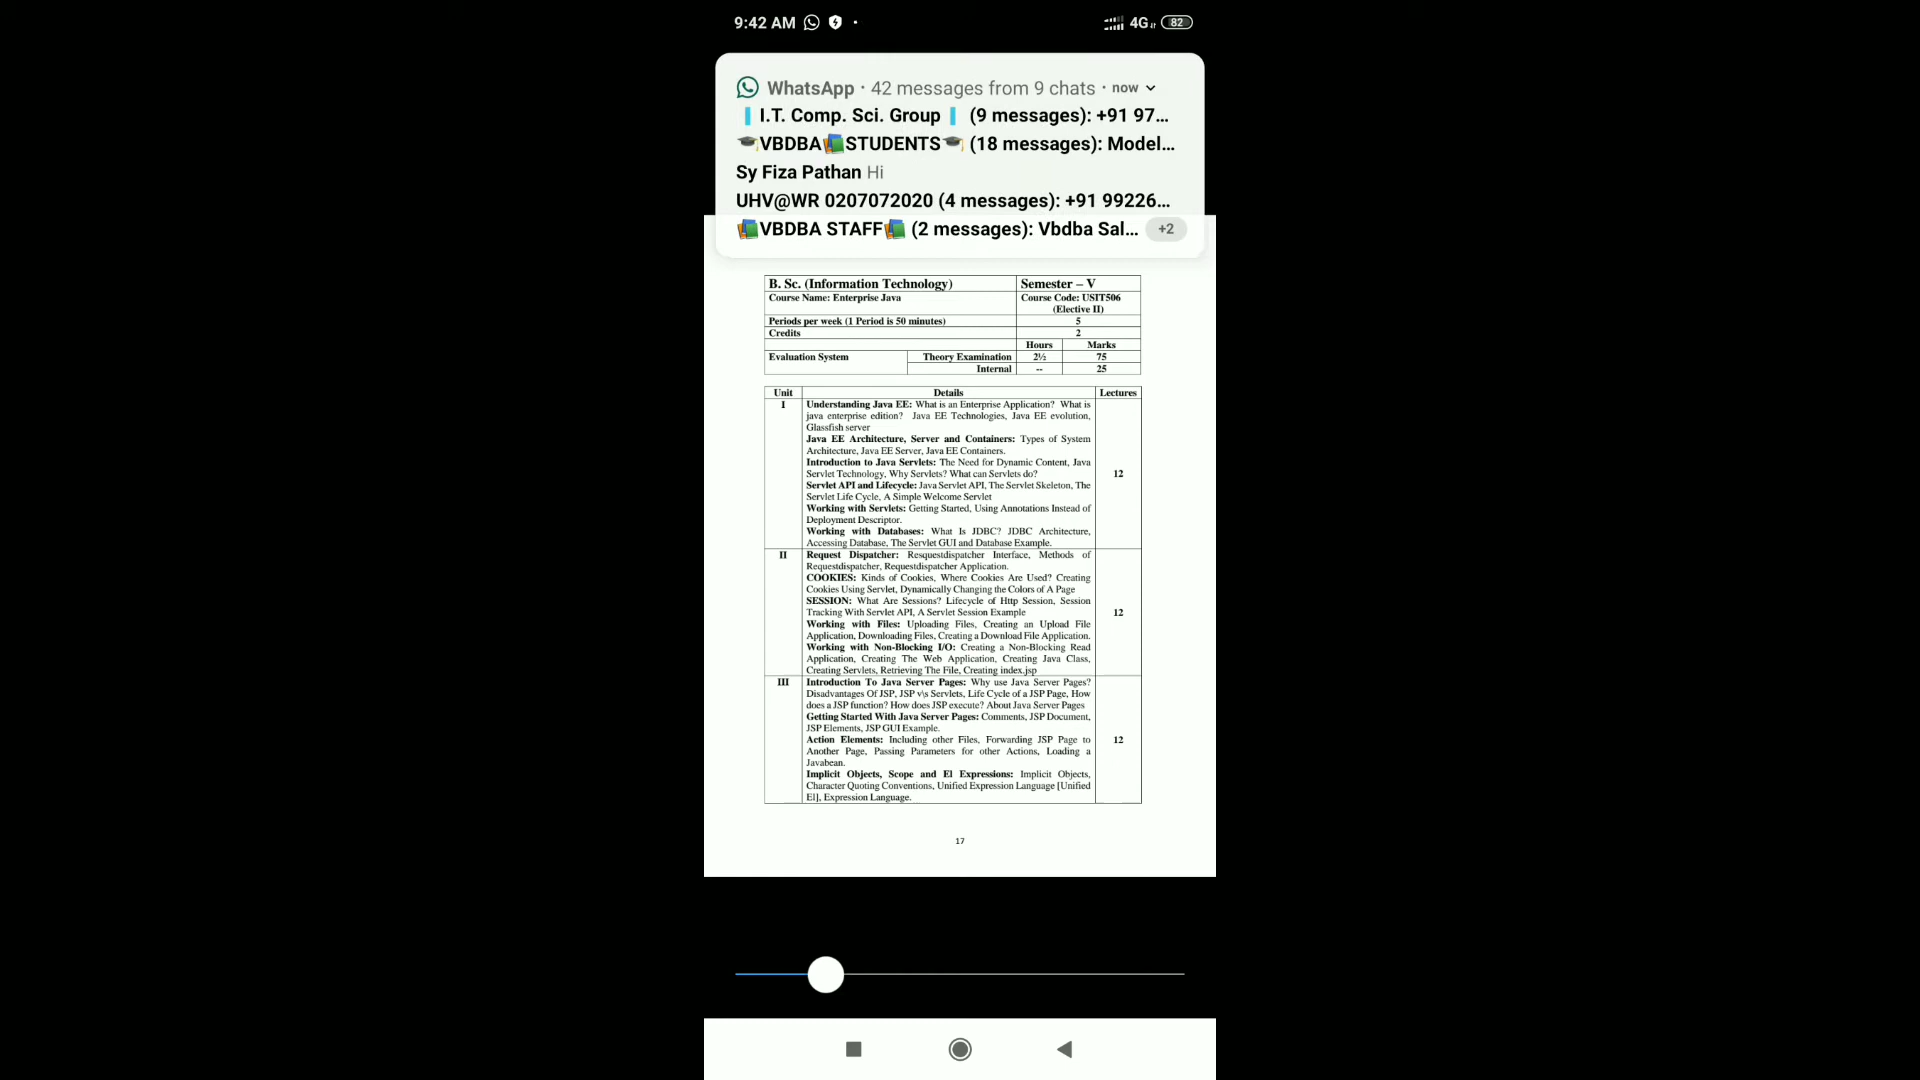 9:42 AM
4G 82
WhatsApp · 42 messages from 9 chats · now
I.T. Comp. Sci. Group (9 messages): +91 97...
🎓VBDBA📚STUDENTS🎓 (18 messages): Model...
Sy Fiza Pathan Hi
UHV@WR 0207072020 (4 messages): +91 99226...
📚VBDBA STAFF📚 (2 messages): Vbdba Sal... +2
B. Sc. (Information Technology) Semester – V
Course Name: Enterprise Java Course Code: USIT506
(Elective II)
Periods per week (1 Period is 50 minutes) 5
Credits 2
Hours Marks
Evaluation System Theory Examination 2½ 75
Internal -- 25
Unit Details Lectures
I Understanding Java EE: What is an Enterprise Application? What is
java enterprise edition? Java EE Technologies, Java EE evolution,
Glassfish server
Java EE Architecture, Server and Containers: Types of System
Architecture, Java EE Server, Java EE Containers.
Introduction to Java Servlets: The Need for Dynamic Content, Java
Servlet Technology, Why Servlets? What can Servlets do? 12
Servlet API and Lifecycle: Java Servlet API, The Servlet Skeleton, The
Servlet Life Cycle, A Simple Welcome Servlet
Working with Servlets: Getting Started, Using Annotations Instead of
Deployment Descriptor.
Working with Databases: What Is JDBC? JDBC Architecture,
Accessing Database, The Servlet GUI and Database Example.
II Request Dispatcher: Resquestdispatcher Interface, Methods of
Requestdispatcher, Requestdispatcher Application.
COOKIES: Kinds of Cookies, Where Cookies Are Used? Creating
Cookies Using Servlet, Dynamically Changing the Colors of A Page
SESSION: What Are Sessions? Lifecycle of Http Session, Session
Tracking With Servlet API, A Servlet Session Example 12
Working with Files: Uploading Files, Creating an Upload File
Application, Downloading Files, Creating a Download File Application.
Working with Non-Blocking I/O: Creating a Non-Blocking Read
Application, Creating The Web Application, Creating Java Class,
Creating Servlets, Retrieving The File, Creating index.jsp
III Introduction To Java Server Pages: Why use Java Server Pages?
Disadvantages Of JSP, JSP v\s Servlets, Life Cycle of a JSP Page, How
does a JSP function? How does JSP execute? About Java Server Pages
Getting Started With Java Server Pages: Comments, JSP Document,
JSP Elements, JSP GUI Example.
Action Elements: Including other Files, Forwarding JSP Page to 12
Another Page, Passing Parameters for other Actions, Loading a
Javabean.
Implicit Objects, Scope and El Expressions: Implicit Objects,
Character Quoting Conventions, Unified Expression Language [Unified
El], Expression Language.
17